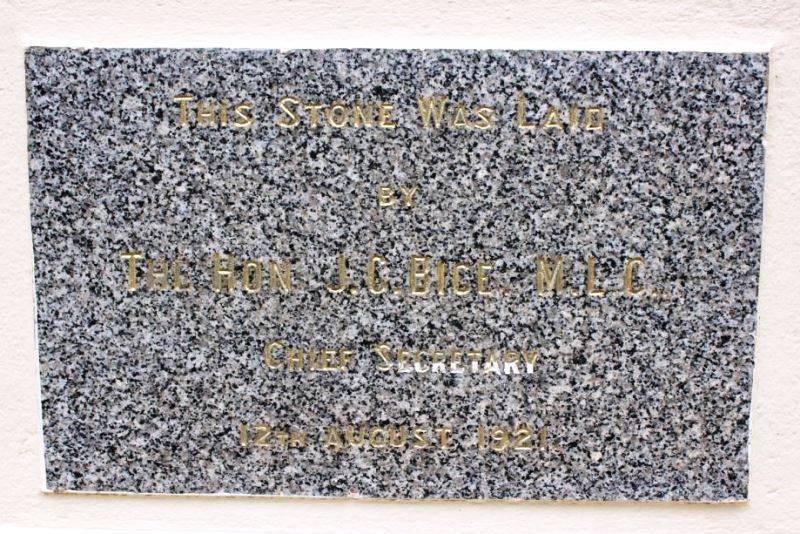 THIS STONE WAS LAID
BY
THE HON. J.G. BICE. M.L.C.,
CHIEF SECRETARY
12TH AUGUST 1921.